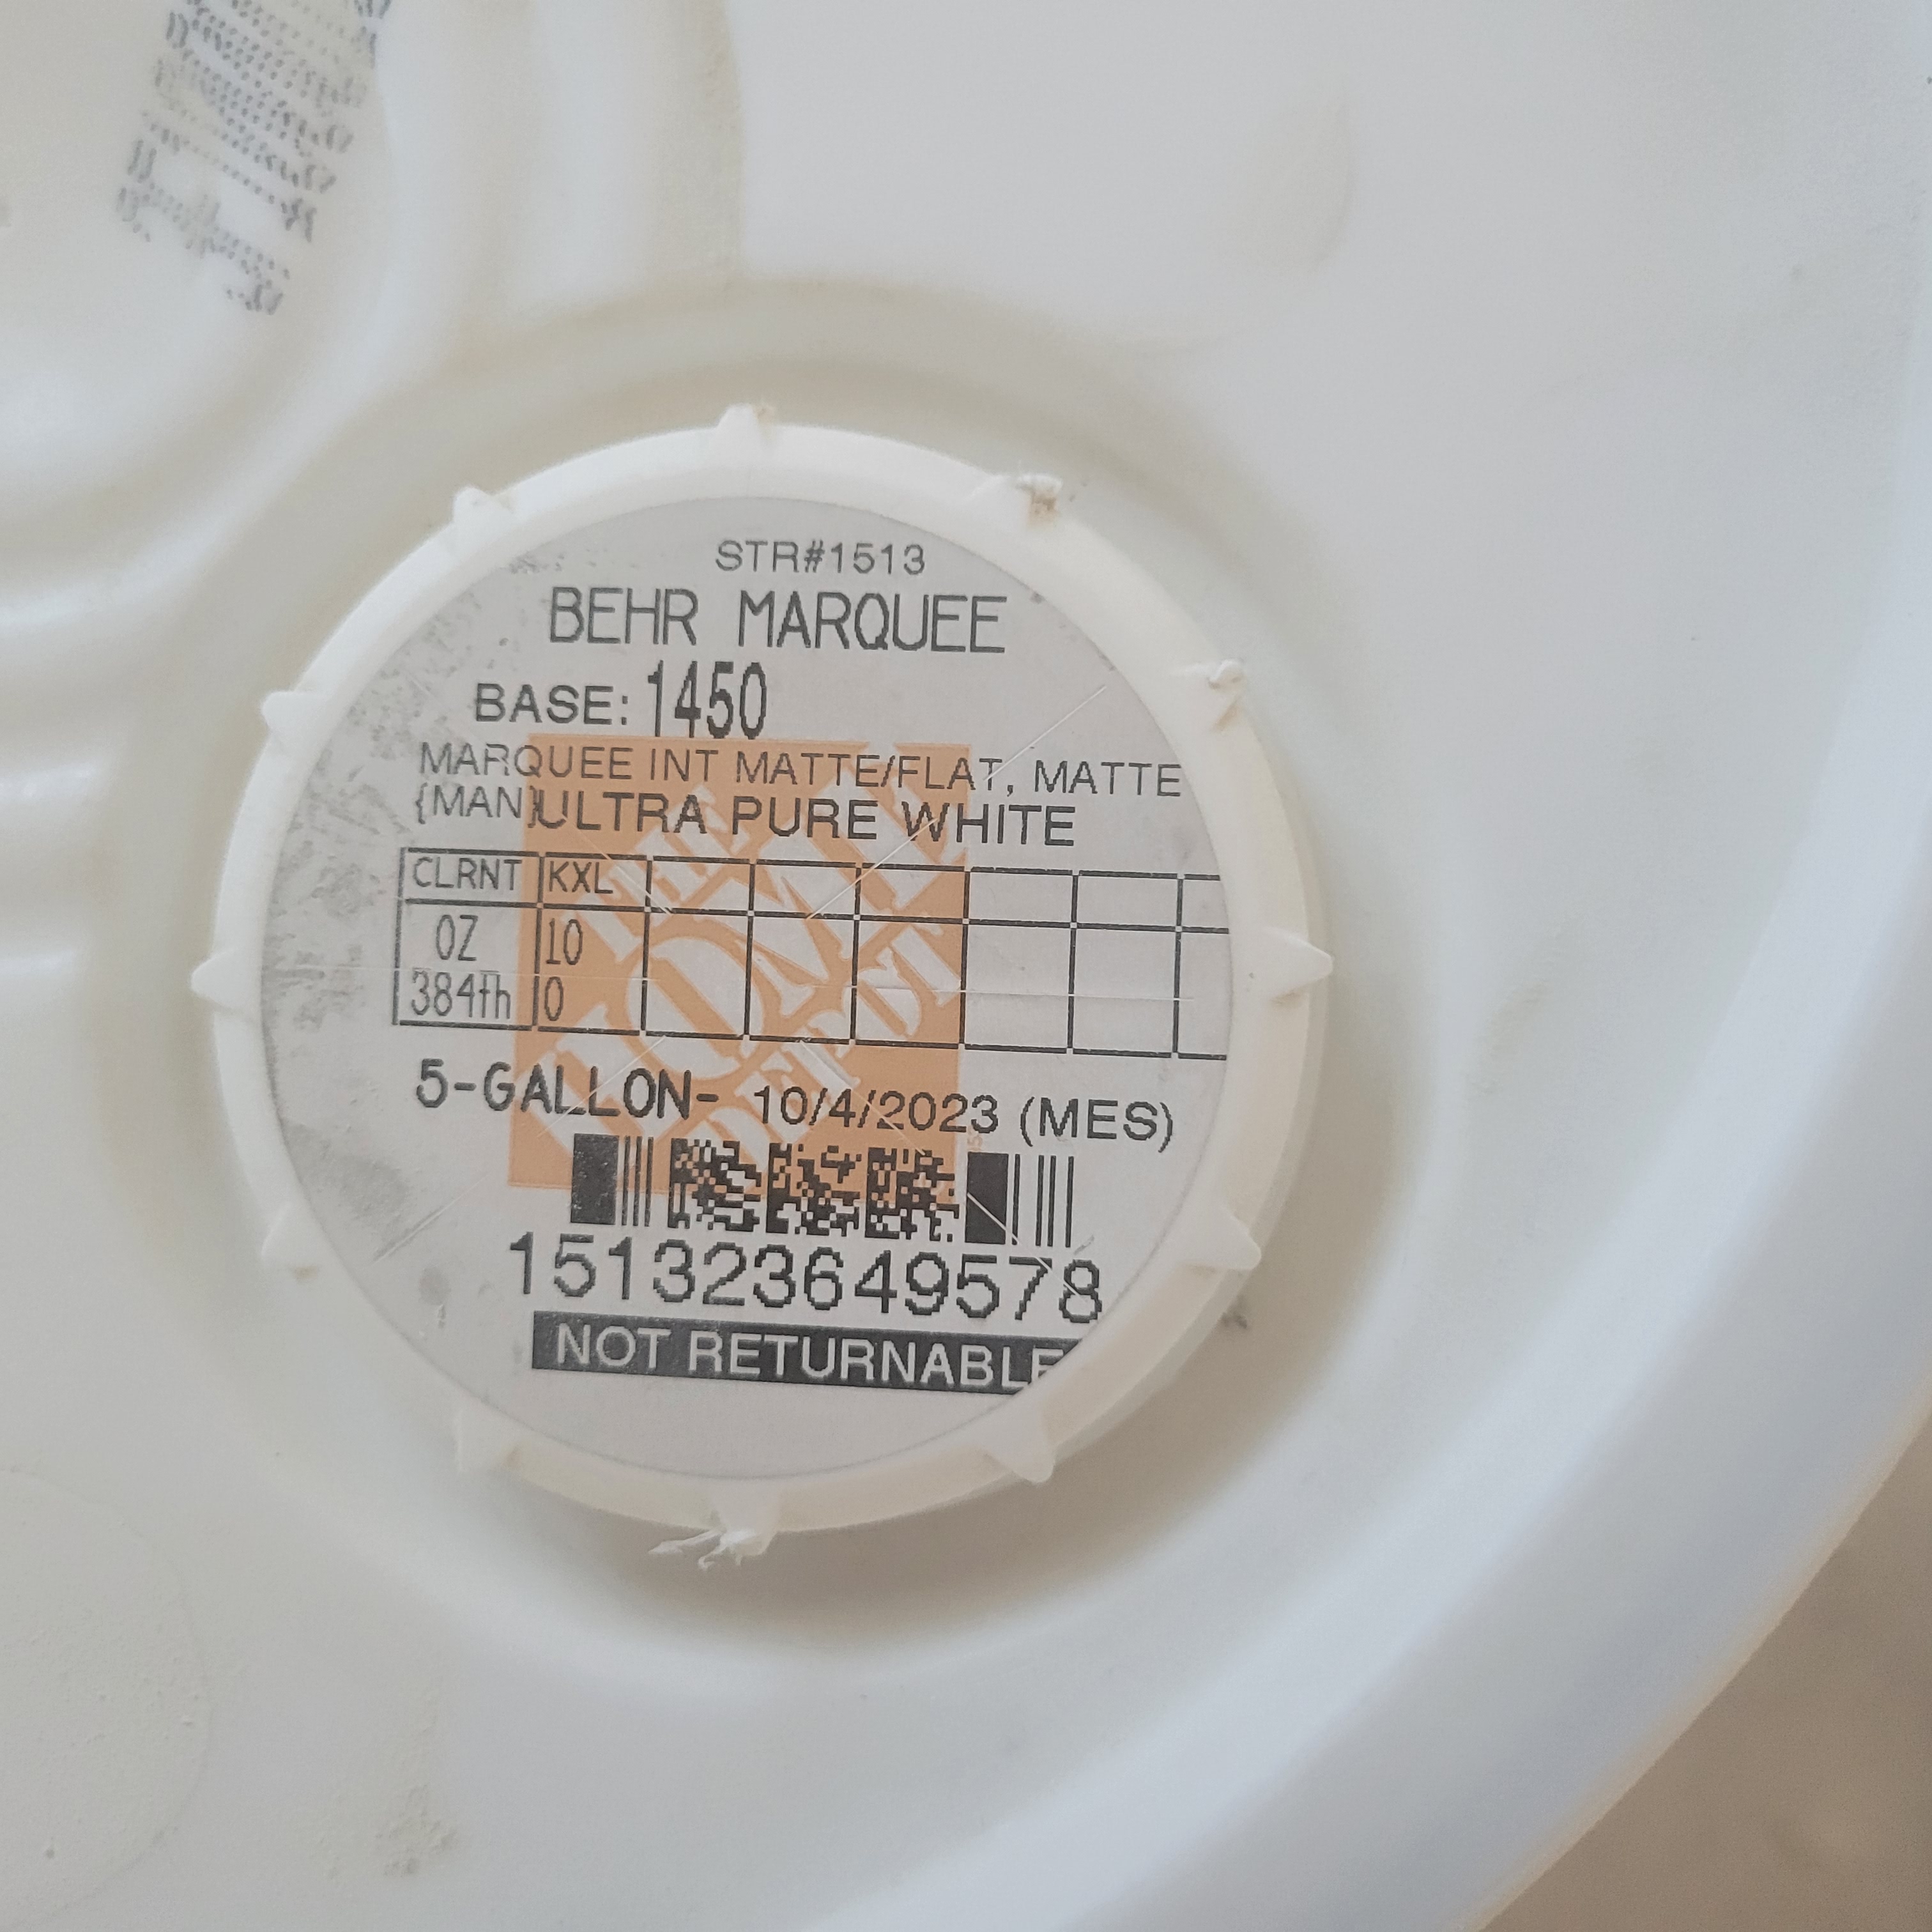 STR#1513
BEHR MARQUEE
BASE: 1450
MARQUEE INT MATTE/FLAT, MATTE
{MAN}ULTRA PURE WHITE
CLRNT KXL
OZ 10
384th 0
5-GALLON- 10/4/2023 (MES)
151323649578
NOT RETURNABLE